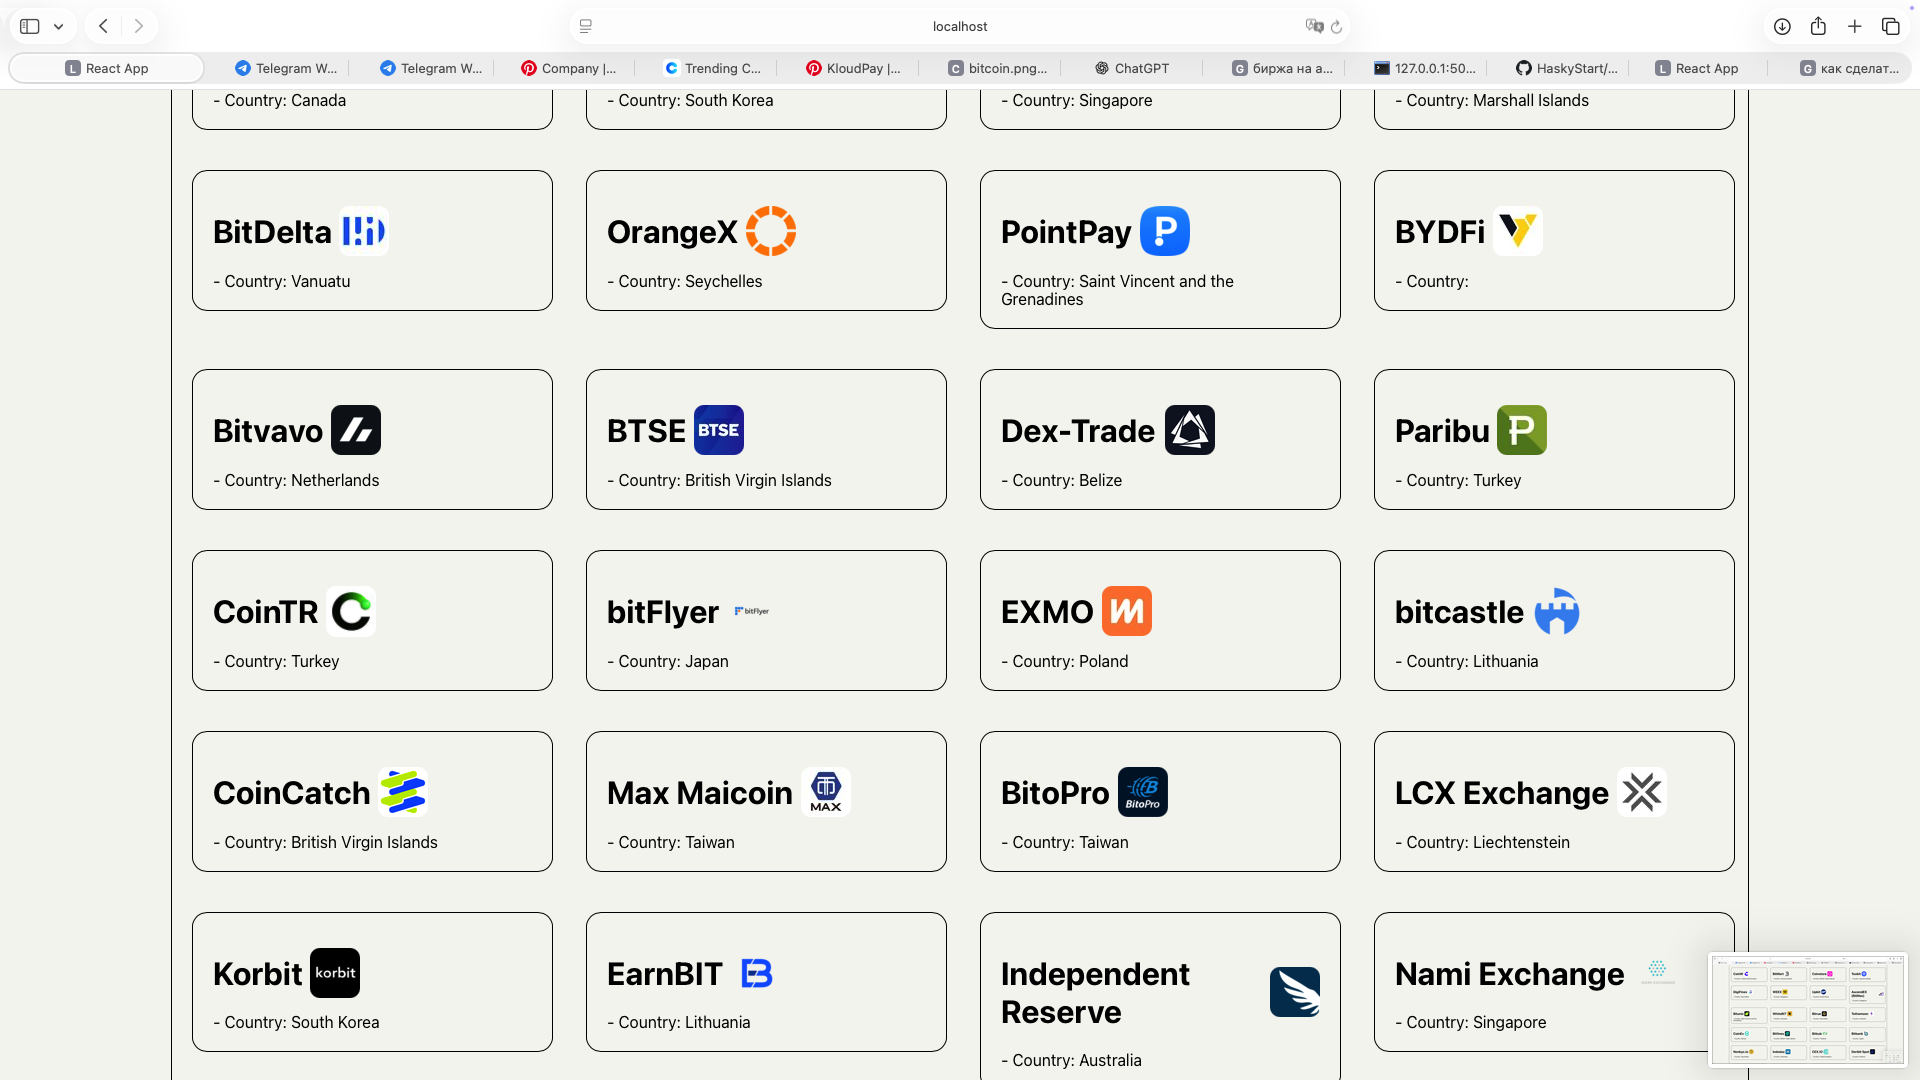 localhost
React App
Telegram W...
Telegram W...
Company |...
Trending C...
KloudPay |...
bitcoin.png...
ChatGPT
биржа на а...
127.0.0.1:50...
HaskyStart/...
React App
как сделат...
- Country: Canada
- Country: South Korea
- Country: Singapore
- Country: Marshall Islands
BitDelta
- Country: Vanuatu
OrangeX
- Country: Seychelles
PointPay
- Country: Saint Vincent and the
Grenadines
BYDFi
- Country:
Bitvavo
- Country: Netherlands
BTSE BTSE
- Country: British Virgin Islands
Dex-Trade
- Country: Belize
Paribu
- Country: Turkey
CoinTR
- Country: Turkey
bitFlyer bitFlyer
- Country: Japan
EXMO
- Country: Poland
bitcastle
- Country: Lithuania
CoinCatch
- Country: British Virgin Islands
Max Maicoin MAX
- Country: Taiwan
BitoPro BitoPro
- Country: Taiwan
LCX Exchange
- Country: Liechtenstein
Korbit korbit
- Country: South Korea
EarnBIT
- Country: Lithuania
Independent
Reserve
- Country: Australia
Nami Exchange
- Country: Singapore